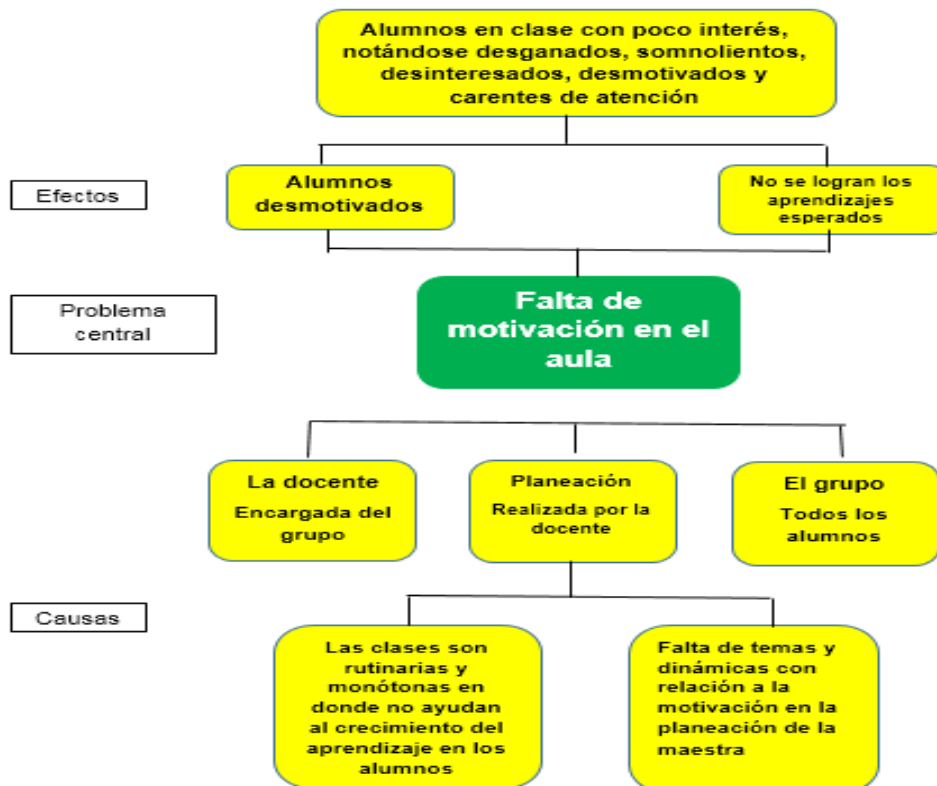 Alumnos en clase con poco interés,
notándose desganados, somnolientos,
desinteresados, desmotivados y
carentes de atención
Efectos
Alumnos
desmotivados
No se logran los
aprendizajes
esperados
Problema
central
Falta de
motivación en el
aula
La docente
Encargada del
grupo
Planeación
Realizada por la
docente
El grupo
Todos los
alumnos
Causas
Las clases son
rutinarias y
monótonas en
donde no ayudan
al crecimiento del
aprendizaje en los
alumnos
Falta de temas y
dinámicas con
relación a la
motivación en la
planeación de la
maestra